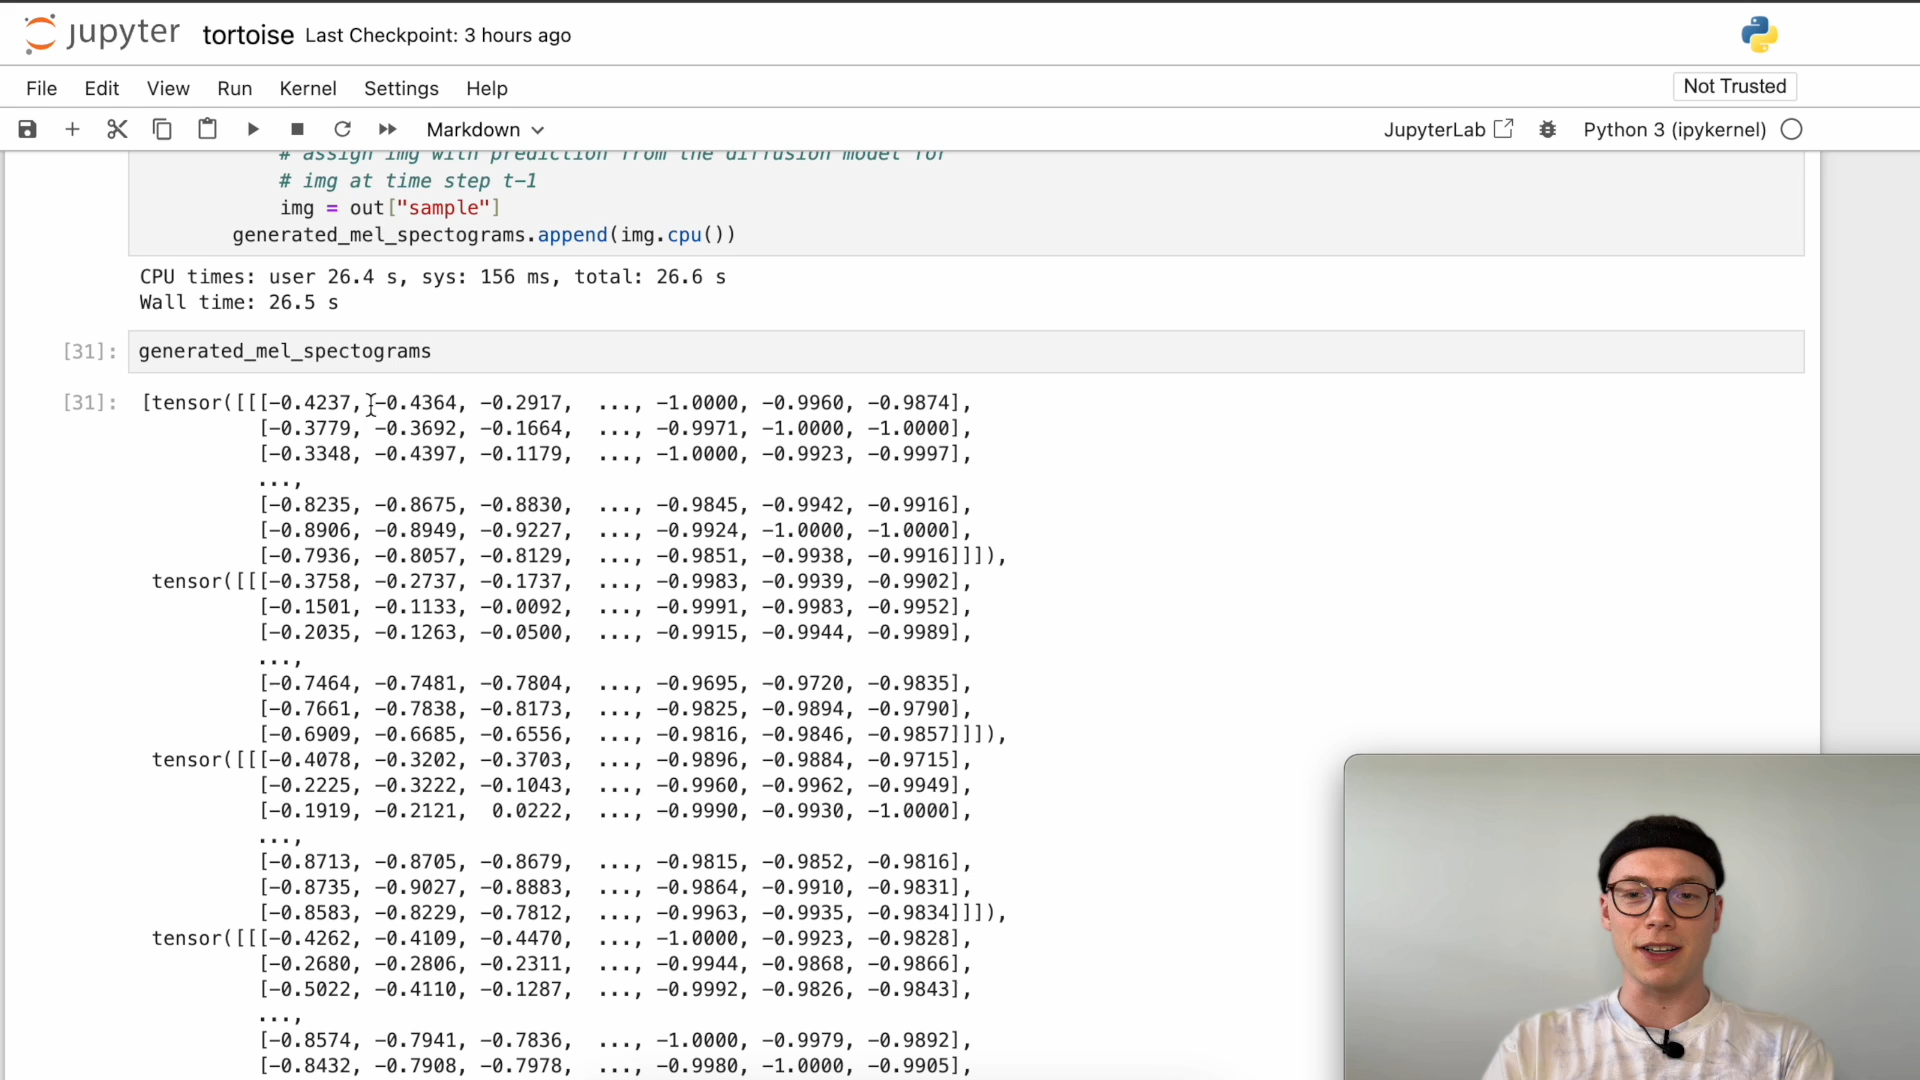 jupyter tortoise Last Checkpoint: 3 hours ago
File Edit View Run Kernel Settings Help Not Trusted
Markdown JupyterLab Python 3 (ipykernel)
# assign img with prediction from the diffusion model for
# img at time step t-1
img = out["sample"]
generated_mel_spectograms.append(img.cpu())
CPU times: user 26.4 s, sys: 156 ms, total: 26.6 s
Wall time: 26.5 s
[31]: generated_mel_spectograms
[31]: [tensor([[[-0.4237, -0.4364, -0.2917, ..., -1.0000, -0.9960, -0.9874],
[-0.3779, -0.3692, -0.1664, ..., -0.9971, -1.0000, -1.0000],
[-0.3348, -0.4397, -0.1179, ..., -1.0000, -0.9923, -0.9997],
...,
[-0.8235, -0.8675, -0.8830, ..., -0.9845, -0.9942, -0.9916],
[-0.8906, -0.8949, -0.9227, ..., -0.9924, -1.0000, -1.0000],
[-0.7936, -0.8057, -0.8129, ..., -0.9851, -0.9938, -0.9916]]]),
tensor([[[-0.3758, -0.2737, -0.1737, ..., -0.9983, -0.9939, -0.9902],
[-0.1501, -0.1133, -0.0092, ..., -0.9991, -0.9983, -0.9952],
[-0.2035, -0.1263, -0.0500, ..., -0.9915, -0.9944, -0.9989],
...,
[-0.7464, -0.7481, -0.7804, ..., -0.9695, -0.9720, -0.9835],
[-0.7661, -0.7838, -0.8173, ..., -0.9825, -0.9894, -0.9790],
[-0.6909, -0.6685, -0.6556, ..., -0.9816, -0.9846, -0.9857]]]),
tensor([[[-0.4078, -0.3202, -0.3703, ..., -0.9896, -0.9884, -0.9715],
[-0.2225, -0.3222, -0.1043, ..., -0.9960, -0.9962, -0.9949],
[-0.1919, -0.2121, 0.0222, ..., -0.9990, -0.9930, -1.0000],
...,
[-0.8713, -0.8705, -0.8679, ..., -0.9815, -0.9852, -0.9816],
[-0.8735, -0.9027, -0.8883, ..., -0.9864, -0.9910, -0.9831],
[-0.8583, -0.8229, -0.7812, ..., -0.9963, -0.9935, -0.9834]]]),
tensor([[[-0.4262, -0.4109, -0.4470, ..., -1.0000, -0.9923, -0.9828],
[-0.2680, -0.2806, -0.2311, ..., -0.9944, -0.9868, -0.9866],
[-0.5022, -0.4110, -0.1287, ..., -0.9992, -0.9826, -0.9843],
...,
[-0.8574, -0.7941, -0.7836, ..., -1.0000, -0.9979, -0.9892],
[-0.8432, -0.7908, -0.7978, ..., -0.9980, -1.0000, -0.9905],